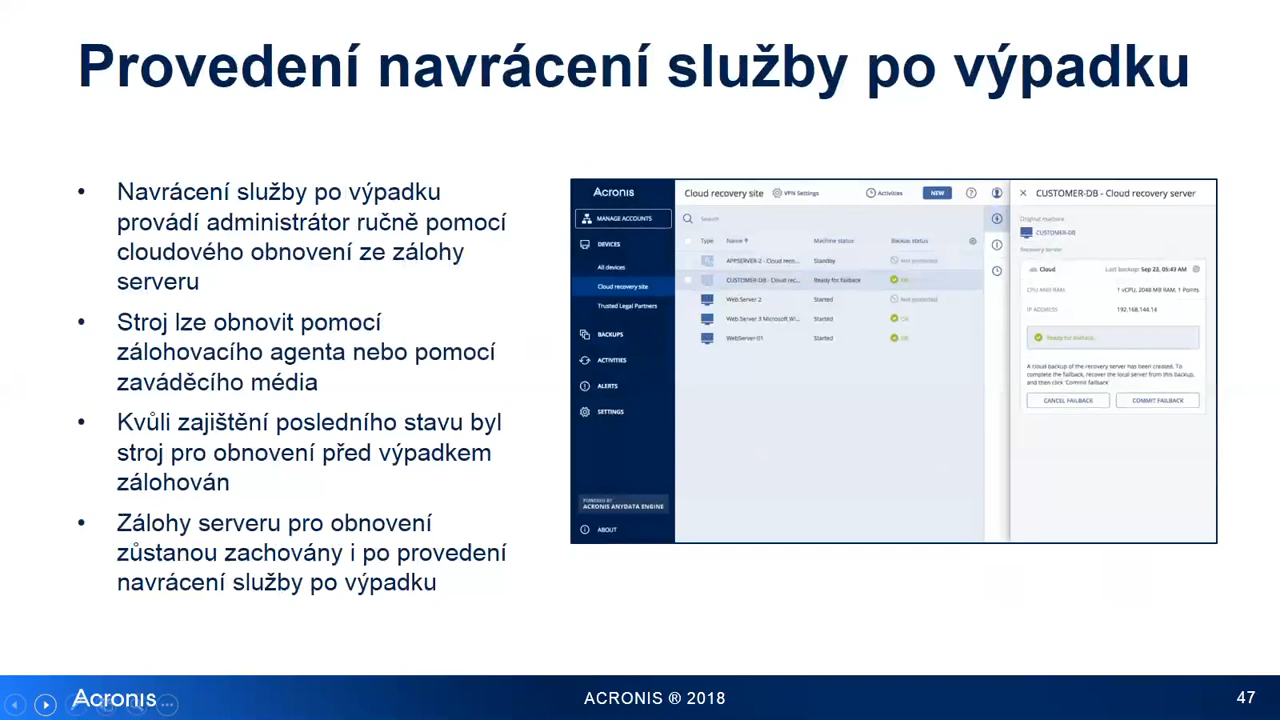 Provedení navrácení služby po výpadku
• Navrácení služby po výpadku
provádí administrátor ručně pomocí
cloudového obnovení ze zálohy
serveru
• Stroj lze obnovit pomocí
zálohovacího agenta nebo pomocí
zaváděcího média
• Kvůli zajištění posledního stavu byl
stroj pro obnovení před výpadkem
zálohován
• Zálohy serveru pro obnovení
zůstanou zachovány i po provedení
navrácení služby po výpadku
Acronis
MANAGE ACCOUNTS
DEVICES
All devices
Cloud recovery site
Trusted Legal Partners
BACKUPS
ACTIVITIES
ALERTS
SETTINGS
POWERED BY
ACRONIS ANYDATA ENGINE
ABOUT
Cloud recovery site VPN Settings Activities NEW
Search
Type Name Machine status Backup status
APPSERVER-2 - Cloud reco... Standby Not protected
CUSTOMER-DB - Cloud rec... Ready for failback OK
Web Server 2 Started Not protected
Web Server 3 Microsoft Wi... Started OK
WebServer-01 Started OK
CUSTOMER-DB - Cloud recovery server
Original machine
CUSTOMER-DB
Recovery server
Cloud Last backup: Sep 23, 05:43 AM
CPU AND RAM 1 vCPU, 2048 MB RAM, 1 Points
IP ADDRESS 192.168.144.14
Ready for failback.
A cloud backup of the recovery server has been created. To
complete the failback, recover the local server from this backup,
and then click 'Commit failback'
CANCEL FAILBACK COMMIT FAILBACK
Acronis
ACRONIS ® 2018
47